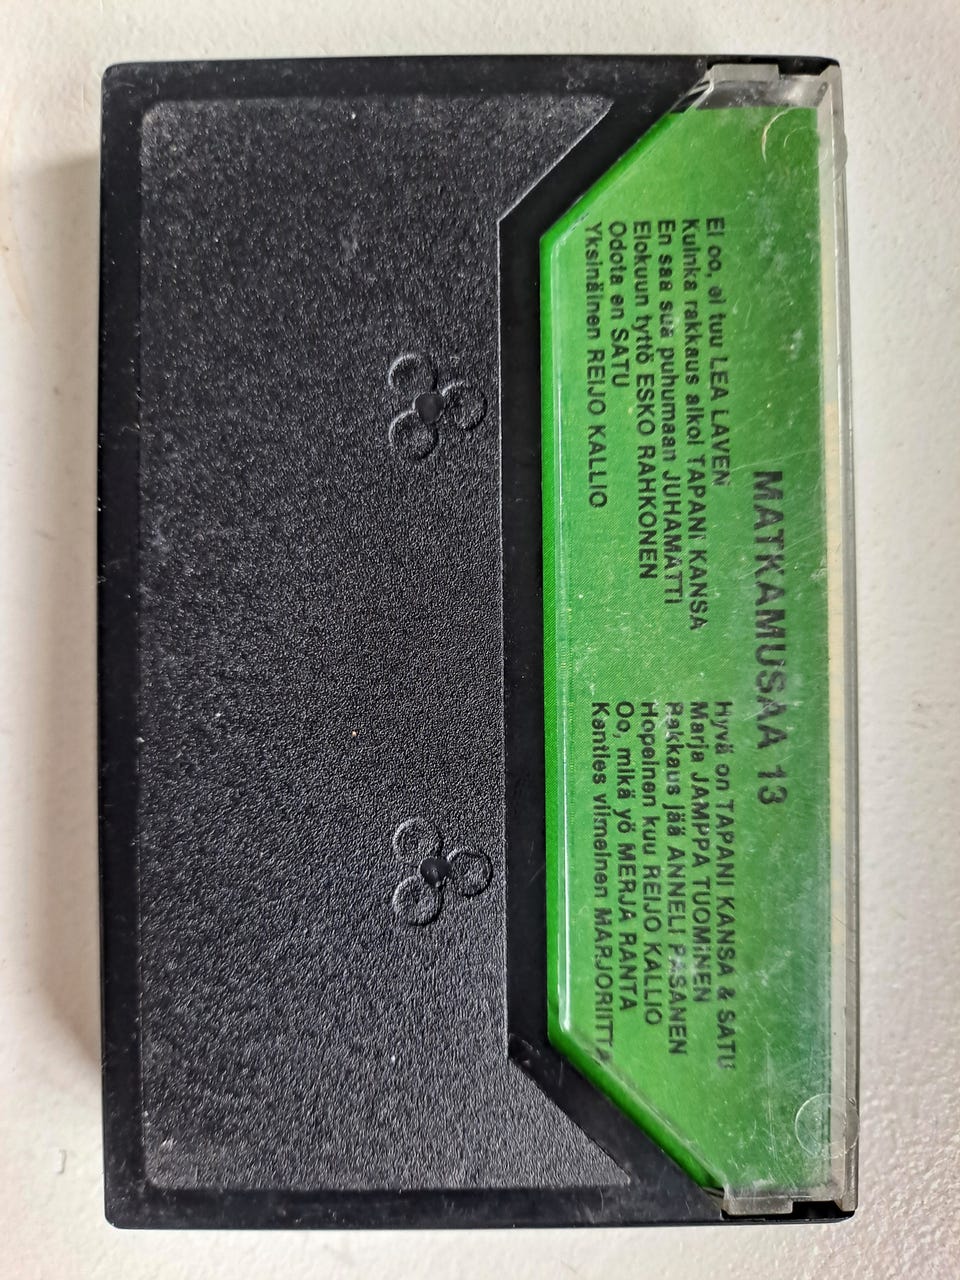 MATKAMUSAA 13
Ei oo, ei tuu LEA LAVEN
Kuinka rakkaus alkoi TAPANI KANSA
En saa sua puhumaan JUHAMATTI
Elokuun tyttö ESKO RAHKONEN
Odota en SATU
Yksinäinen REIJO KALLIO
Hyvä on TAPANI KANSA & SATU
Marja JAMPPA TUOMINEN
Rakkaus jää ANNELI PASANEN
Hopeinen kuu REIJO KALLIO
Oo, mikä yö MERJA RANTA
Kenties viimeinen MARJORIITTA